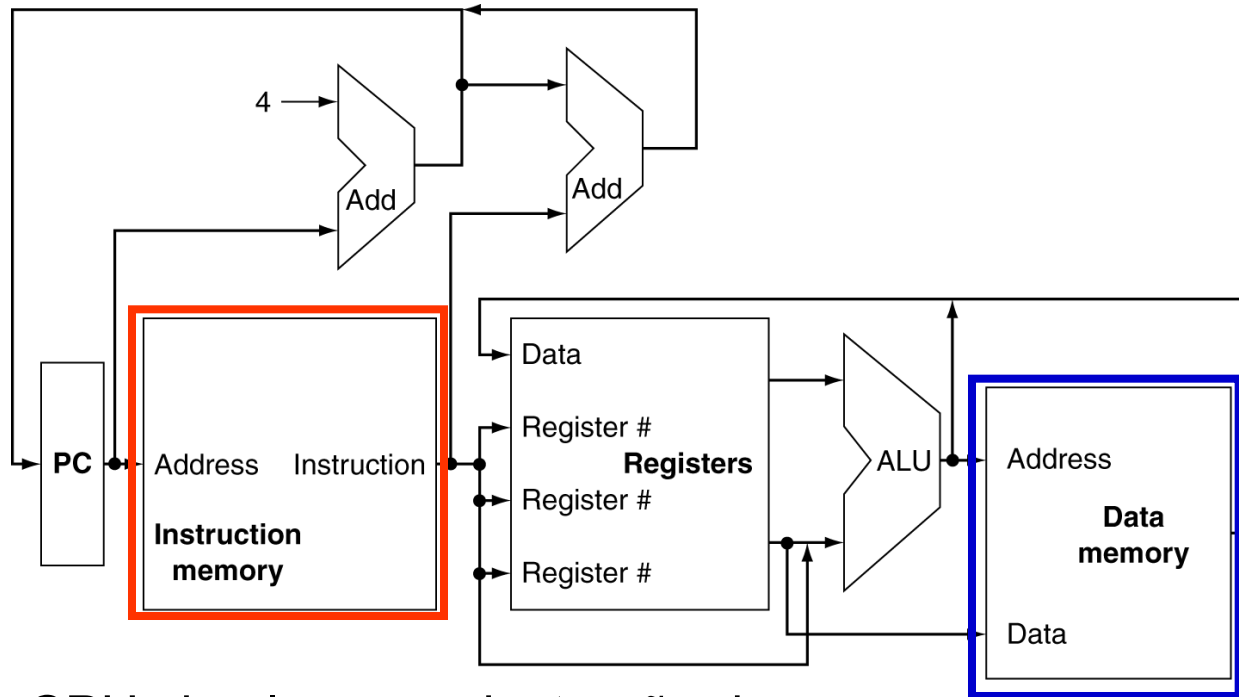 4
Add
Add
Data
Register #
PC
Address
Instruction
Registers
ALU
Address
Register #
Instruction
memory
Data
memory
Register #
Data